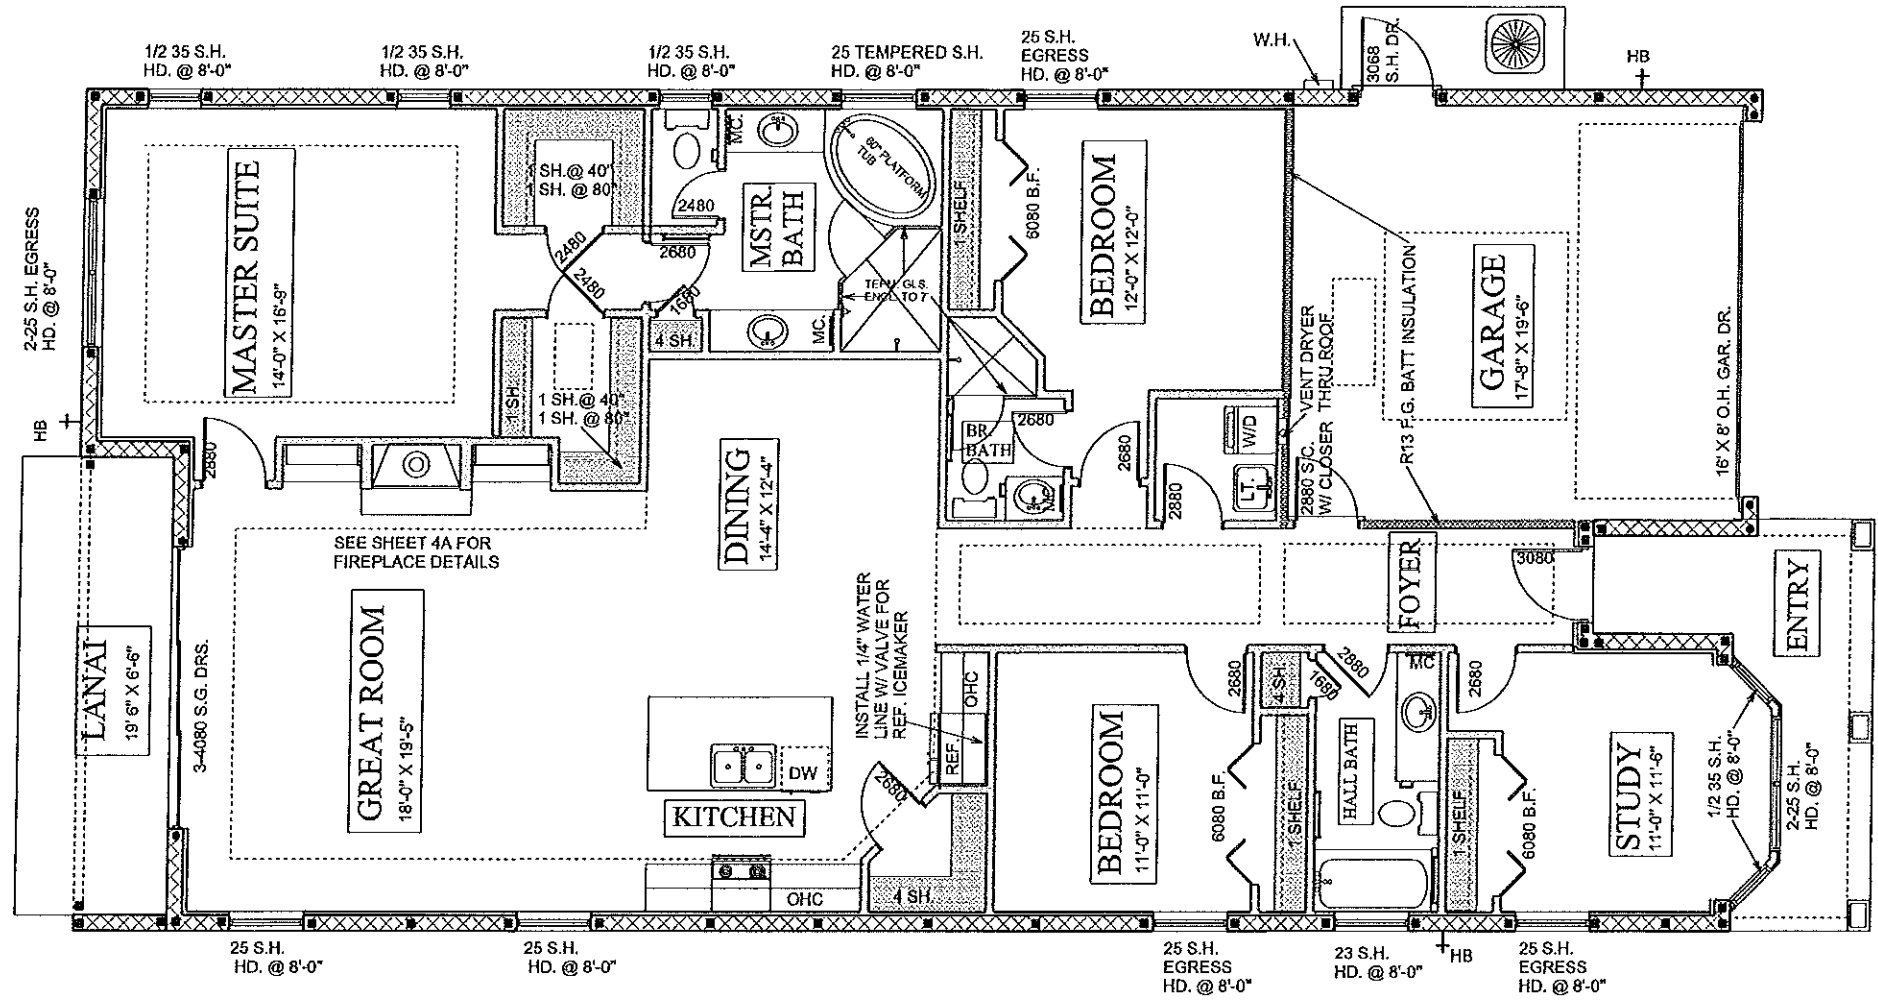 1/2 35 S.H.
HD. @ 8'-0"
1/2 35 S.H.
HD. @ 8'-0"
1/2 35 S.H.
HD. @ 8'-0"
25 TEMPERED S.H.
HD. @ 8'-0"
25 S.H.
EGRESS
HD. @ 8'-0"
W.H.
3068
S.H. DR.
HB
2-25 S.H. EGRESS
HD. @ 8'-0"
HB
MASTER SUITE
14'-0" X 16'-9"
1 SH.@ 40"
1 SH. @ 80"
2480
2480
2480
2680
1680
4 SH.
1 SH.
1 SH. @ 40"
1 SH. @ 80"
MC.
MSTR.
BATH
60" PLATFORM
TUB
GLS.
ENCL. TO 7'
MC.
1 SHELF
6080 B.F.
BEDROOM
12'-0" X 12'-0"
R13 F.G. BATT INSULATION
GARAGE
17'-8" X 19'-6"
16' X 8' O.H. GAR. DR.
2880
SEE SHEET 4A FOR
FIREPLACE DETAILS
DINING
14'-4" X 12'-4"
BR.
BATH
2680
MC
2680
2880
W/D
LT.
VENT DRYER
THRU ROOF
2880 S/C.
W/ CLOSER
FOYER
3080
ENTRY
LANAI
19' 6" X 6'-6"
3-4080 S.G. DRS.
GREAT ROOM
18'-0" X 19'-5"
INSTALL 1/4" WATER
LINE W/ VALVE FOR
REF. ICEMAKER
OHC
REF.
DW
KITCHEN
2680
OHC
4 SH.
BEDROOM
11'-0" X 11'-0"
2680
6080 B.F.
4 SH.
1680
2880
1 SHELF
HALL BATH
MC
2680
1 SHELF
6080 B.F.
STUDY
11'-0" X 11'-6"
1/2 35 S.H.
HD. @ 8'-0"
2-25 S.H.
HD. @ 8'-0"
25 S.H.
HD. @ 8'-0"
25 S.H.
HD. @ 8'-0"
25 S.H.
EGRESS
HD. @ 8'-0"
23 S.H.
HD. @ 8'-0"
HB
25 S.H.
EGRESS
HD. @ 8'-0"